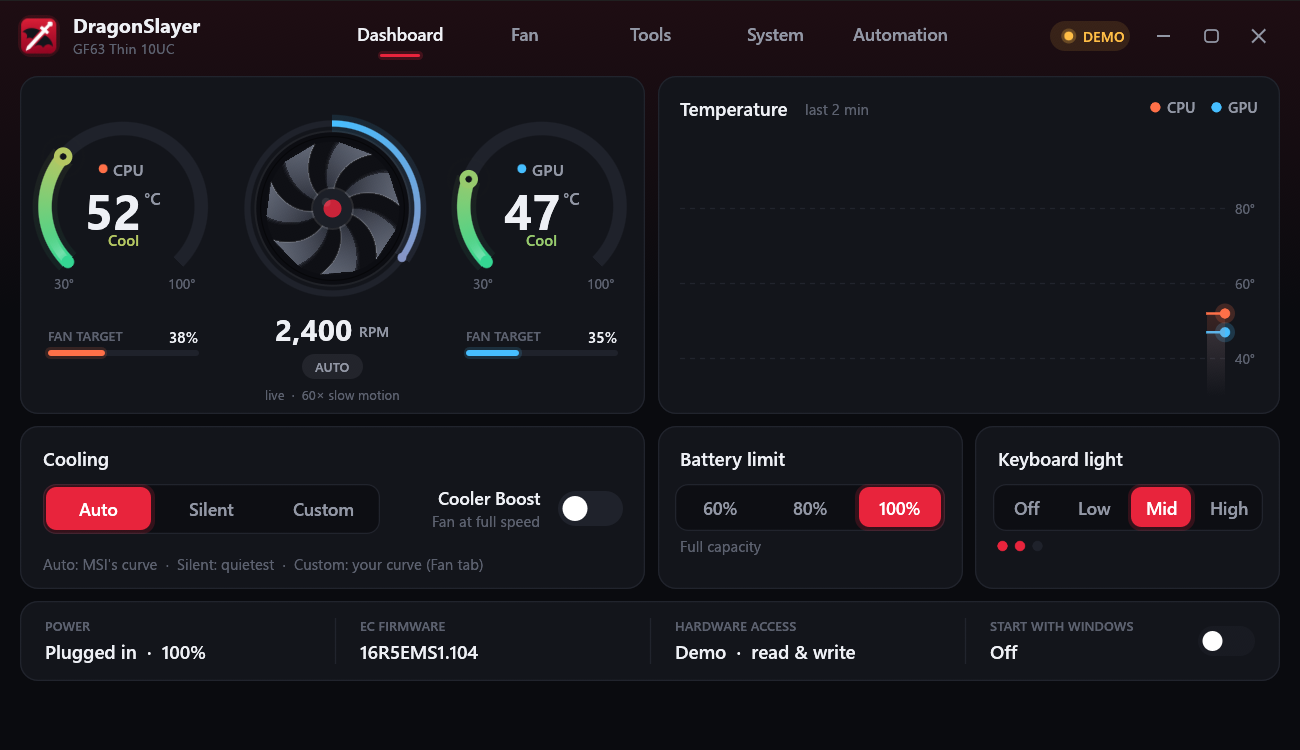 DragonSlayer
GF63 Thin 10UC
Dashboard
Fan
Tools
System
Automation
DEMO
CPU
52 °C
Cool
30° 100°
FAN TARGET 38%
2,400 RPM
AUTO
live · 60× slow motion
GPU
47 °C
Cool
30° 100°
FAN TARGET 35%
Temperature last 2 min
CPU GPU
80°
60°
40°
Cooling
Auto Silent Custom
Cooler Boost
Fan at full speed
Auto: MSI's curve · Silent: quietest · Custom: your curve (Fan tab)
Battery limit
60% 80% 100%
Full capacity
Keyboard light
Off Low Mid High
POWER
Plugged in · 100%
EC FIRMWARE
16R5EMS1.104
HARDWARE ACCESS
Demo · read & write
START WITH WINDOWS
Off